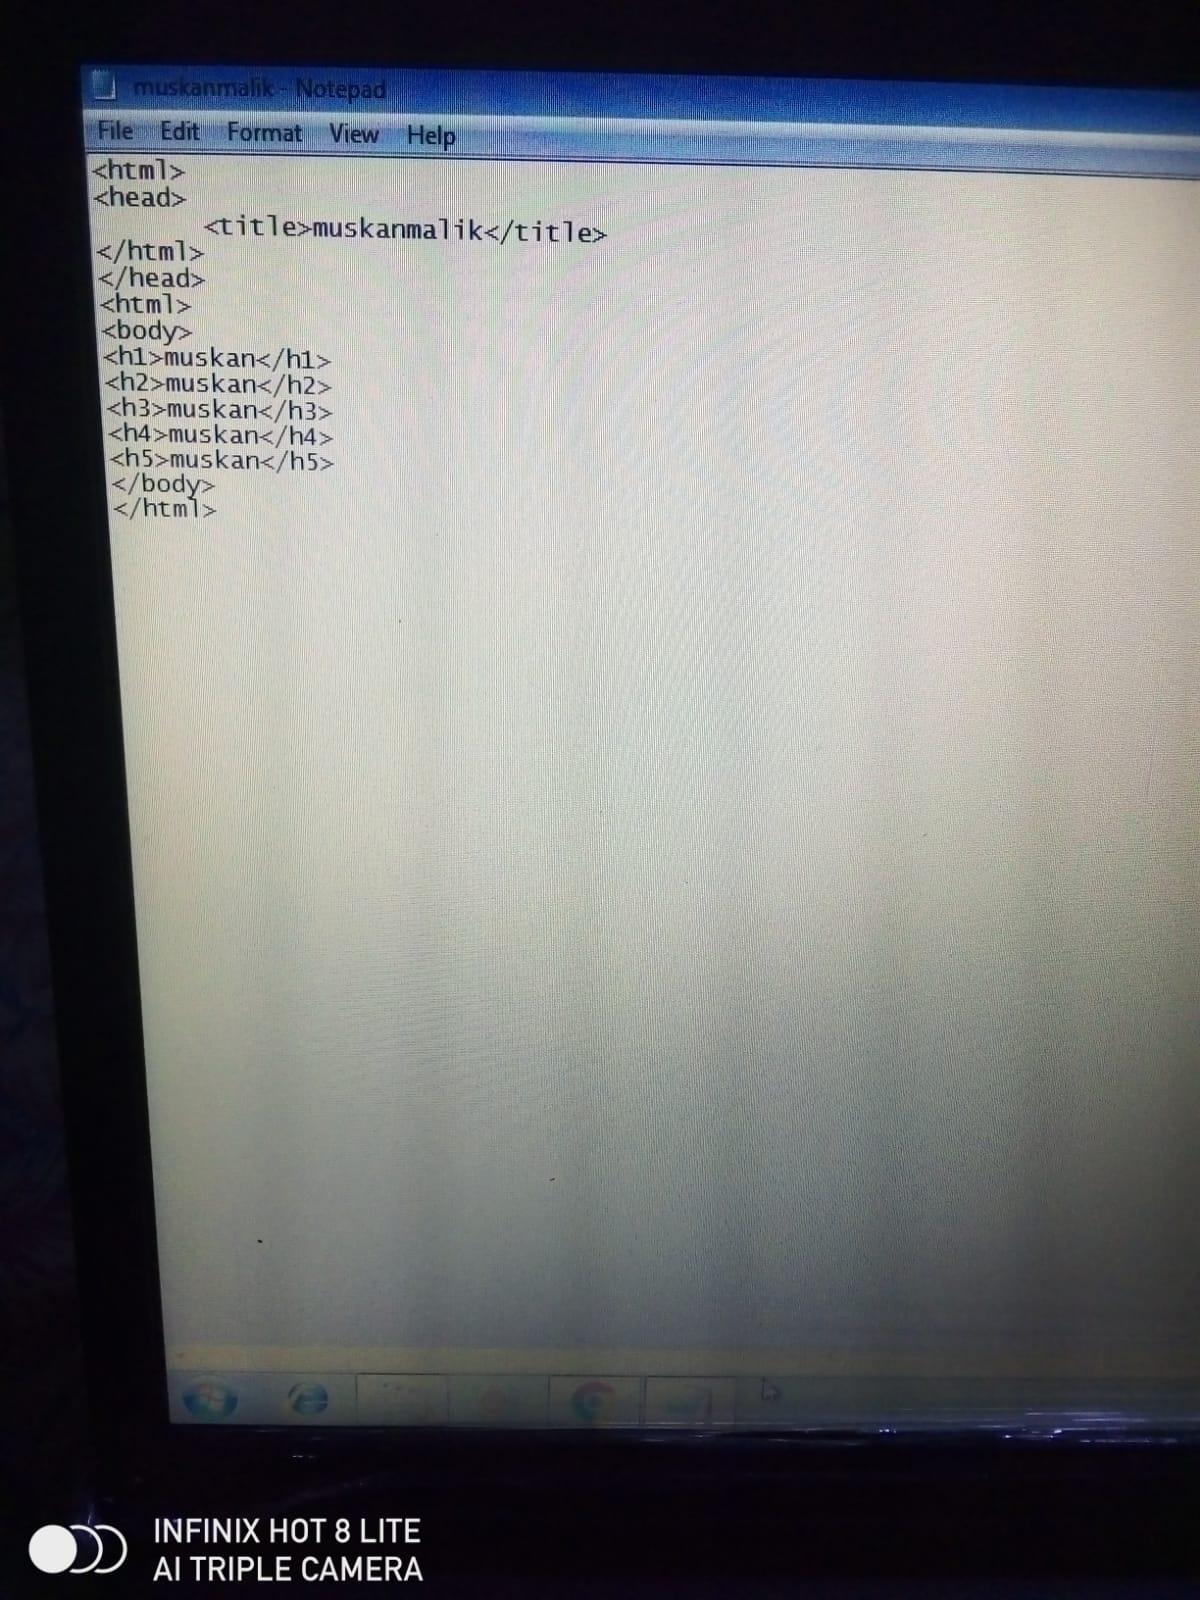 muskanmalik - Notepad
File Edit Format View Help
<html>
<head>
<title>muskanmalik</title>
</html>
</head>
<html>
<body>
<h1>muskan</h1>
<h2>muskan</h2>
<h3>muskan</h3>
<h4>muskan</h4>
<h5>muskan</h5>
</body>
</html>
INFINIX HOT 8 LITE
AI TRIPLE CAMERA